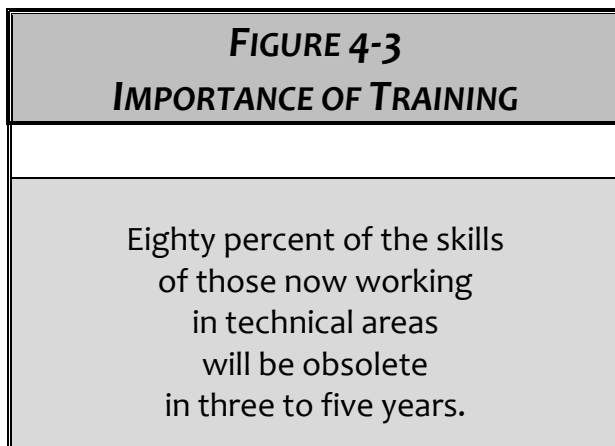 FIGURE 4-3
IMPORTANCE OF TRAINING
Eighty percent of the skills
of those now working
in technical areas
will be obsolete
in three to five years.